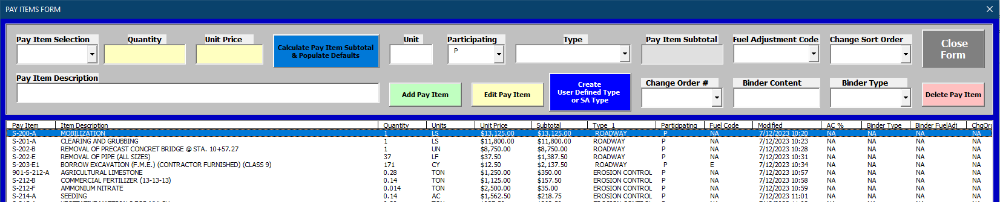 PAY ITEMS FORM
Pay Item Selection Quantity Unit Price Calculate Pay Item Subtotal & Populate Defaults Unit Participating Type Pay Item Subtotal Fuel Adjustment Code Change Sort Order Close Form
P
Pay Item Description Add Pay Item Edit Pay Item Create User Defined Type or SA Type Change Order # Binder Content Binder Type Delete Pay Item
Pay Item Item Description Quantity Units Unit Price Subtotal Type_1 Participating Fuel Code Modified AC % Binder Type Binder FuelAdj ChgOrd
S-200-A MOBILIZATION 1 LS $13,125.00 $13,125.00 ROADWAY P NA 7/12/2023 10:20 NA NA NA NA
S-201-A CLEARING AND GRUBBING 1 LS $11,800.00 $11,800.00 ROADWAY P NA 7/12/2023 10:23 NA NA NA NA
S-202-B REMOVAL OF PRECAST CONCRET BRIDGE @ STA. 10+57.27 1 UN $8,750.00 $8,750.00 ROADWAY P NA 7/12/2023 10:28 NA NA NA NA
S-202-E REMOVAL OF PIPE (ALL SIZES) 37 LF $37.50 $1,387.50 ROADWAY P NA 7/12/2023 10:31 NA NA NA NA
S-203-E1 BORROW EXCAVATION (F.M.E.) (CONTRACTOR FURNISHED) (CLASS 9) 171 CY $12.50 $2,137.50 ROADWAY P E 7/12/2023 10:34 NA NA NA NA
901-S-212-A AGRICULTURAL LIMESTONE 0.28 TON $1,250.00 $350.00 EROSION CONTROL P NA 7/12/2023 10:57 NA NA NA NA
S-212-B COMMERCIAL FERTILIZER (13-13-13) 0.14 TON $1,125.00 $157.50 EROSION CONTROL P NA 7/12/2023 10:58 NA NA NA NA
S-212-F AMMONIUM NITRATE 0.014 TON $2,500.00 $35.00 EROSION CONTROL P NA 7/12/2023 10:59 NA NA NA NA
S-214-A SEEDING 0.14 AC $1,562.50 $218.75 EROSION CONTROL P NA 7/12/2023 11:01 NA NA NA NA